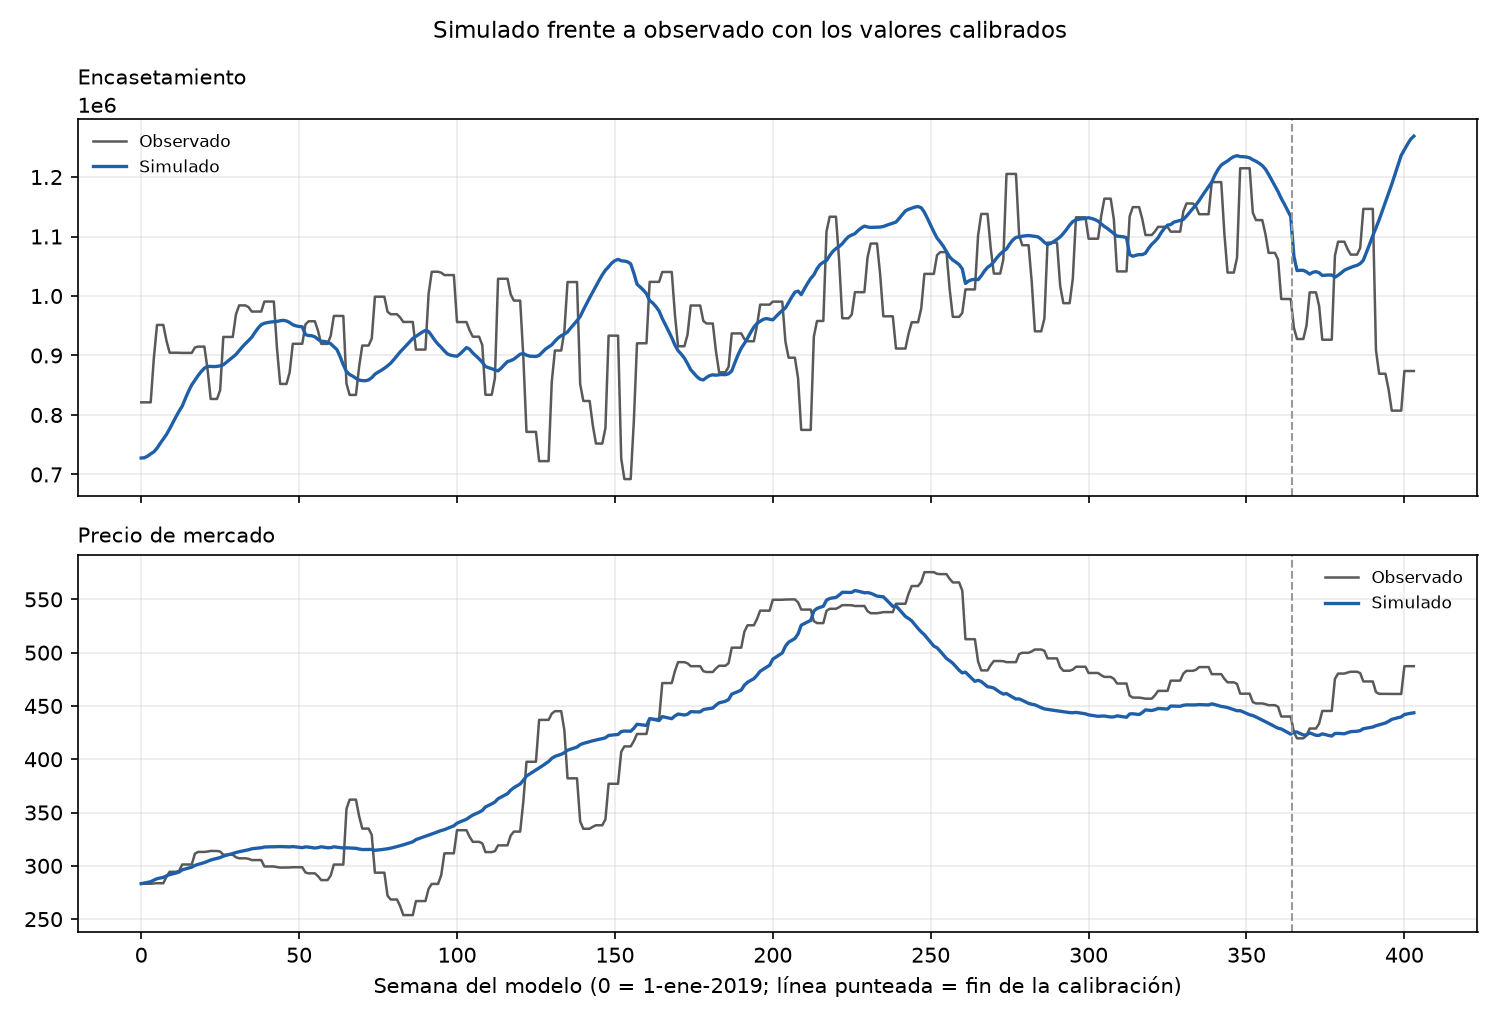 Simulado frente a observado con los valores calibrados
Encasetamiento
1e6
Observado
Simulado
1.2
1.1
1.0
0.9
0.8
0.7
Precio de mercado
Observado
Simulado
550
500
450
400
350
300
250
0 50 100 150 200 250 300 350 400
Semana del modelo (0 = 1-ene-2019; línea punteada = fin de la calibración)